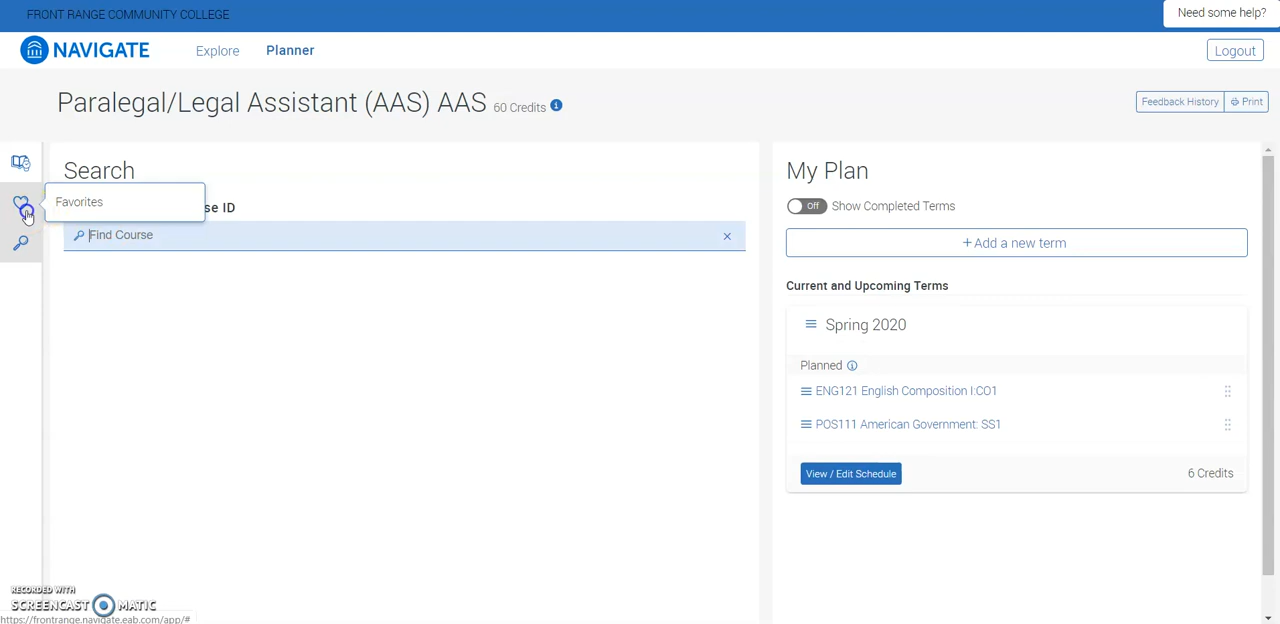 FRONT RANGE COMMUNITY COLLEGE
Need some help?
NAVIGATE
Explore
Planner
Logout
Paralegal/Legal Assistant (AAS) AAS 60 Credits
Feedback History
Print
Search
Favorites
se ID
Find Course
My Plan
Off Show Completed Terms
+ Add a new term
Current and Upcoming Terms
Spring 2020
Planned
ENG121 English Composition I:CO1
POS111 American Government: SS1
View / Edit Schedule
6 Credits
RECORDED WITH
SCREENCAST MATIC
https://frontrange.navigate.eab.com/app/#